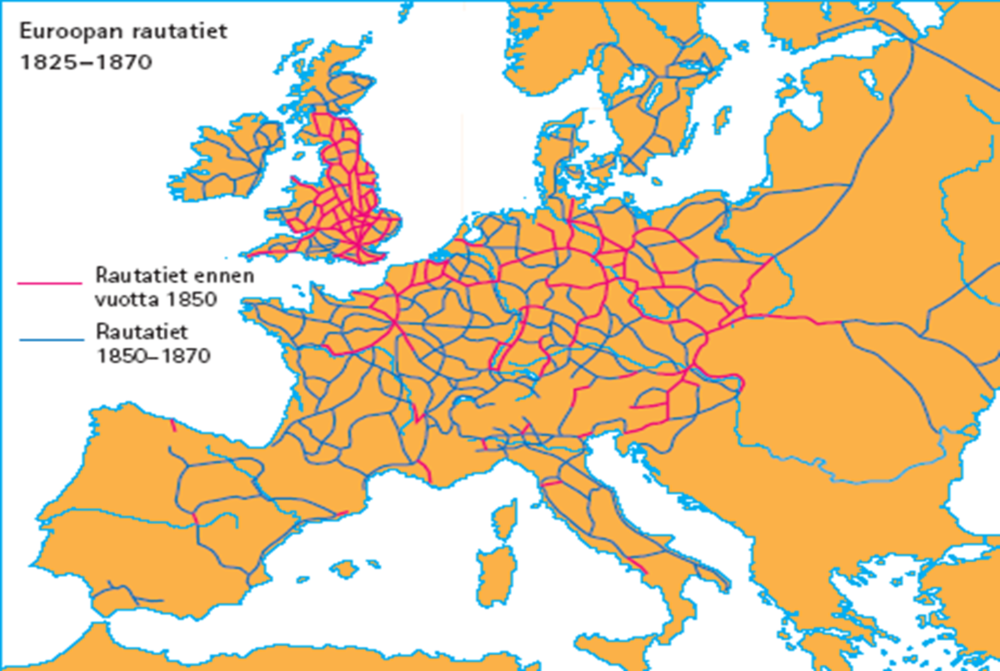 Euroopan rautatiet
1825–1870
Rautatiet ennen
vuotta 1850
Rautatiet
1850–1870